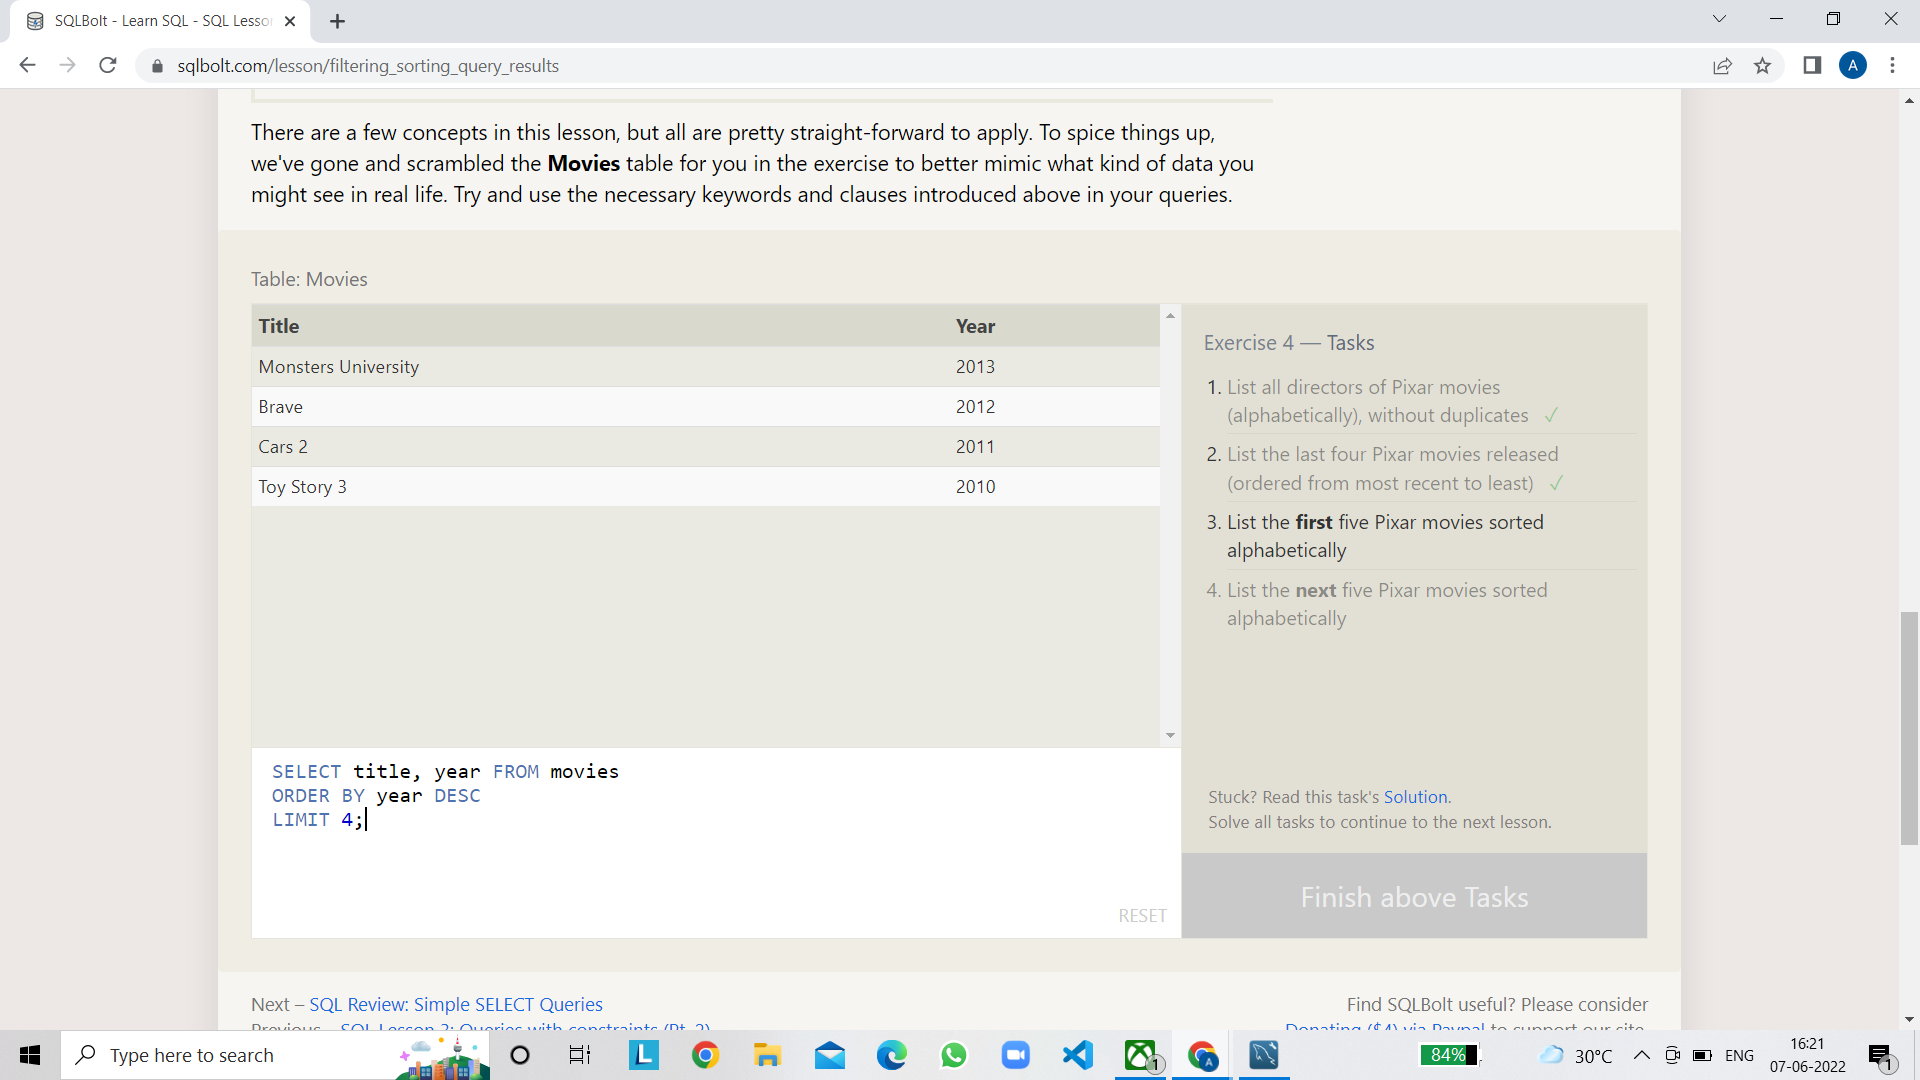 SQLBolt - Learn SQL - SQL Lesso
sqlbolt.com/lesson/filtering_sorting_query_results
A
There are a few concepts in this lesson, but all are pretty straight-forward to apply. To spice things up,
we've gone and scrambled the Movies table for you in the exercise to better mimic what kind of data you
might see in real life. Try and use the necessary keywords and clauses introduced above in your queries.
Table: Movies
Title Year
Monsters University 2013
Brave 2012
Cars 2 2011
Toy Story 3 2010
SELECT title, year FROM movies
ORDER BY year DESC
LIMIT 4;
RESET
Exercise 4 — Tasks
1. List all directors of Pixar movies
(alphabetically), without duplicates ✓
2. List the last four Pixar movies released
(ordered from most recent to least) ✓
3. List the first five Pixar movies sorted
alphabetically
4. List the next five Pixar movies sorted
alphabetically
Stuck? Read this task's Solution.
Solve all tasks to continue to the next lesson.
Finish above Tasks
Next – SQL Review: Simple SELECT Queries
Previous – SQL Lesson 3: Queries with constraints (Pt. 2)
Find SQLBolt useful? Please consider
Donating ($4) via Paypal to support our site.
Type here to search
L
1
A
84%
30°C
ENG
16:21
07-06-2022
1